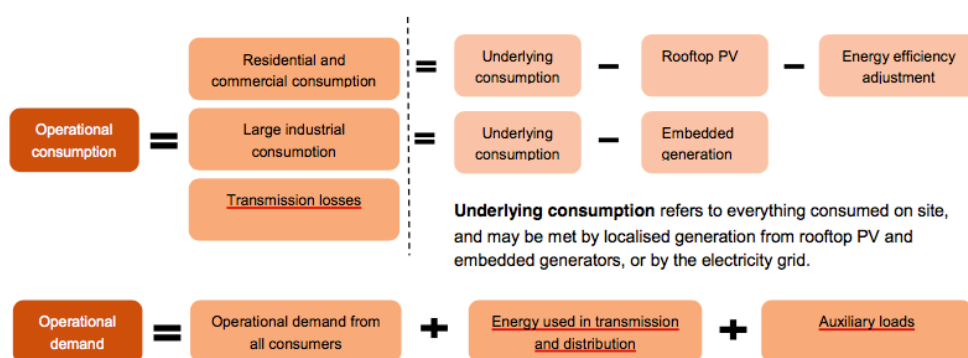 Residential and
commercial consumption
=
Underlying
consumption
–
Rooftop PV
–
Energy efficiency
adjustment
Operational
consumption
=
Large industrial
consumption
=
Underlying
consumption
–
Embedded
generation
Transmission losses
Underlying consumption refers to everything consumed on site,
and may be met by localised generation from rooftop PV and
embedded generators, or by the electricity grid.
Operational
demand
=
Operational demand from
all consumers
+
Energy used in transmission
and distribution
+
Auxiliary loads